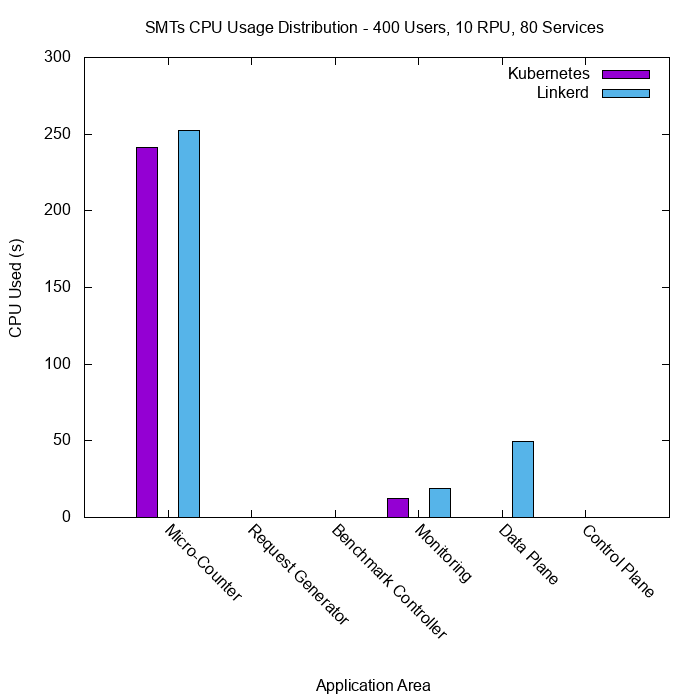 SMTs CPU Usage Distribution - 400 Users, 10 RPU, 80 Services
300
250
200
150
100
50
0
CPU Used (s)
Kubernetes
Linkerd
Micro-Counter
Request Generator
Benchmark Controller
Monitoring
Data Plane
Control Plane
Application Area